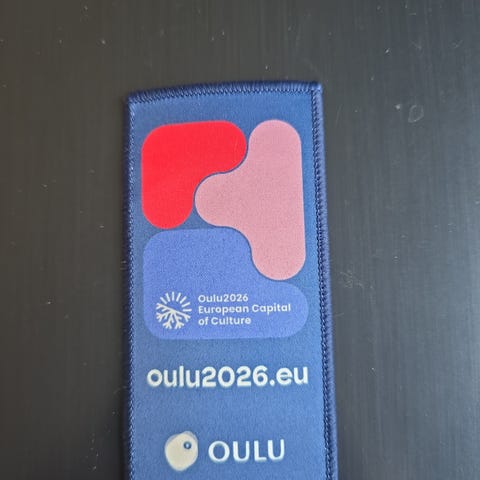 Oulu2026
European Capital
of Culture
oulu2026.eu
OULU